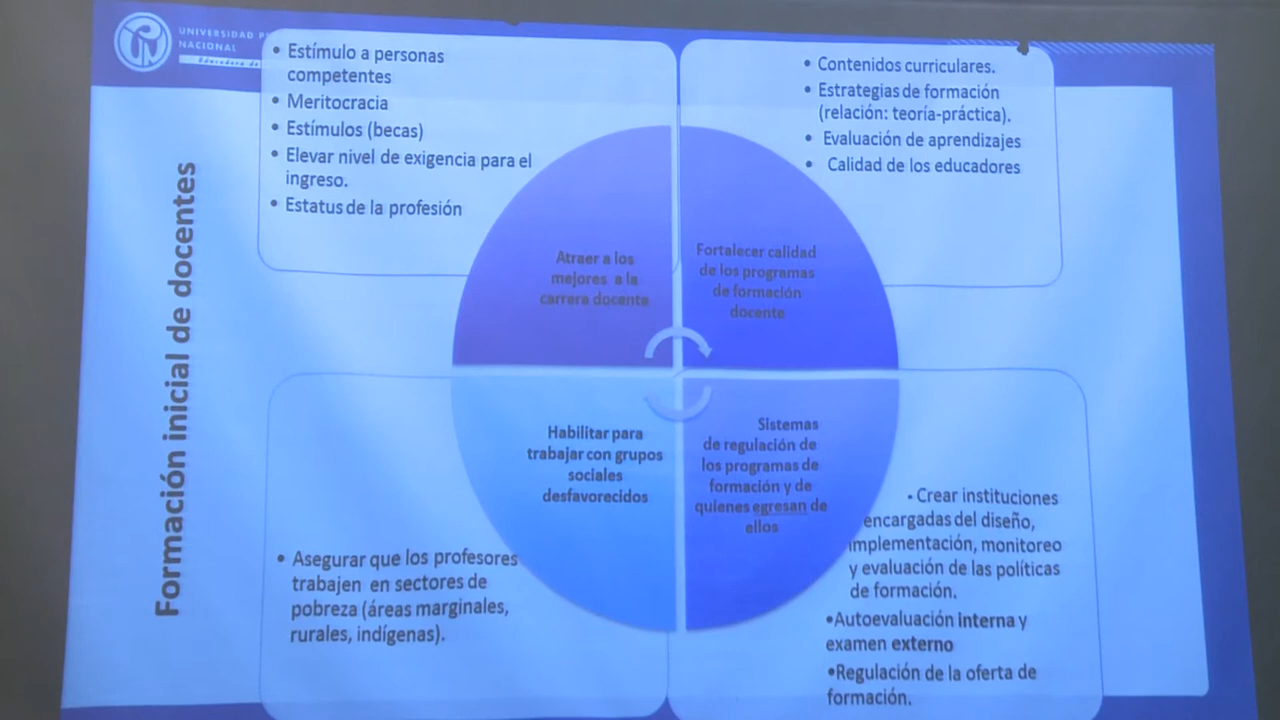 UNIVERSIDAD
NACIONAL
Formación inicial de docentes
• Estímulo a personas
competentes
• Meritocracia
• Estímulos (becas)
• Elevar nivel de exigencia para el
ingreso.
• Estatus de la profesión
• Contenidos curriculares.
• Estrategias de formación
(relación: teoría-práctica).
• Evaluación de aprendizajes
• Calidad de los educadores
Atraer a los
mejores a la
carrera docente
Fortalecer calidad
de los programas
de formación
docente
Habilitar para
trabajar con grupos
sociales
desfavorecidos
Sistemas
de regulación de
los programas de
formación y de
quienes egresan de
ellos
• Asegurar que los profesores
trabajen en sectores de
pobreza (áreas marginales,
rurales, indígenas).
• Crear instituciones
encargadas del diseño,
implementación, monitoreo
y evaluación de las políticas
de formación.
•Autoevaluación interna y
examen externo
•Regulación de la oferta de
formación.